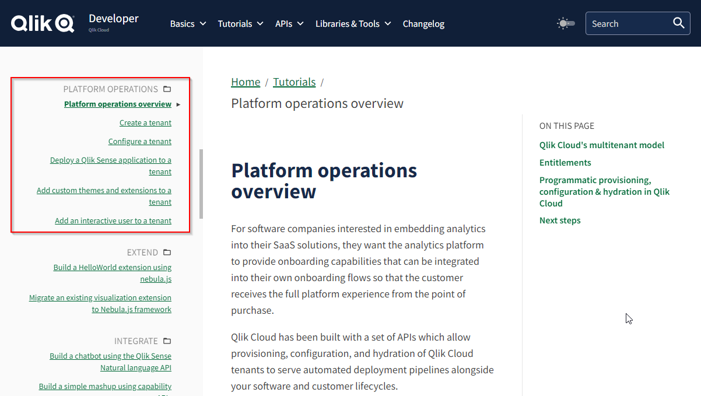 Qlik Q Developer
Qlik Cloud
Basics Tutorials APIs Libraries & Tools Changelog
Search
PLATFORM OPERATIONS
Platform operations overview
Create a tenant
Configure a tenant
Deploy a Qlik Sense application to a
tenant
Add custom themes and extensions to a
tenant
Add an interactive user to a tenant
EXTEND
Build a HelloWorld extension using
nebula.js
Migrate an existing visualization extension
to Nebula.js framework
INTEGRATE
Build a chatbot using the Qlik Sense
Natural language API
Build a simple mashup using capability
Home / Tutorials /
Platform operations overview
Platform operations
overview
For software companies interested in embedding analytics
into their SaaS solutions, they want the analytics platform
to provide onboarding capabilities that can be integrated
into their own onboarding flows so that the customer
receives the full platform experience from the point of
purchase.
Qlik Cloud has been built with a set of APIs which allow
provisioning, configuration, and hydration of Qlik Cloud
tenants to serve automated deployment pipelines alongside
your software and customer lifecycles.
ON THIS PAGE
Qlik Cloud's multitenant model
Entitlements
Programmatic provisioning,
configuration & hydration in Qlik
Cloud
Next steps